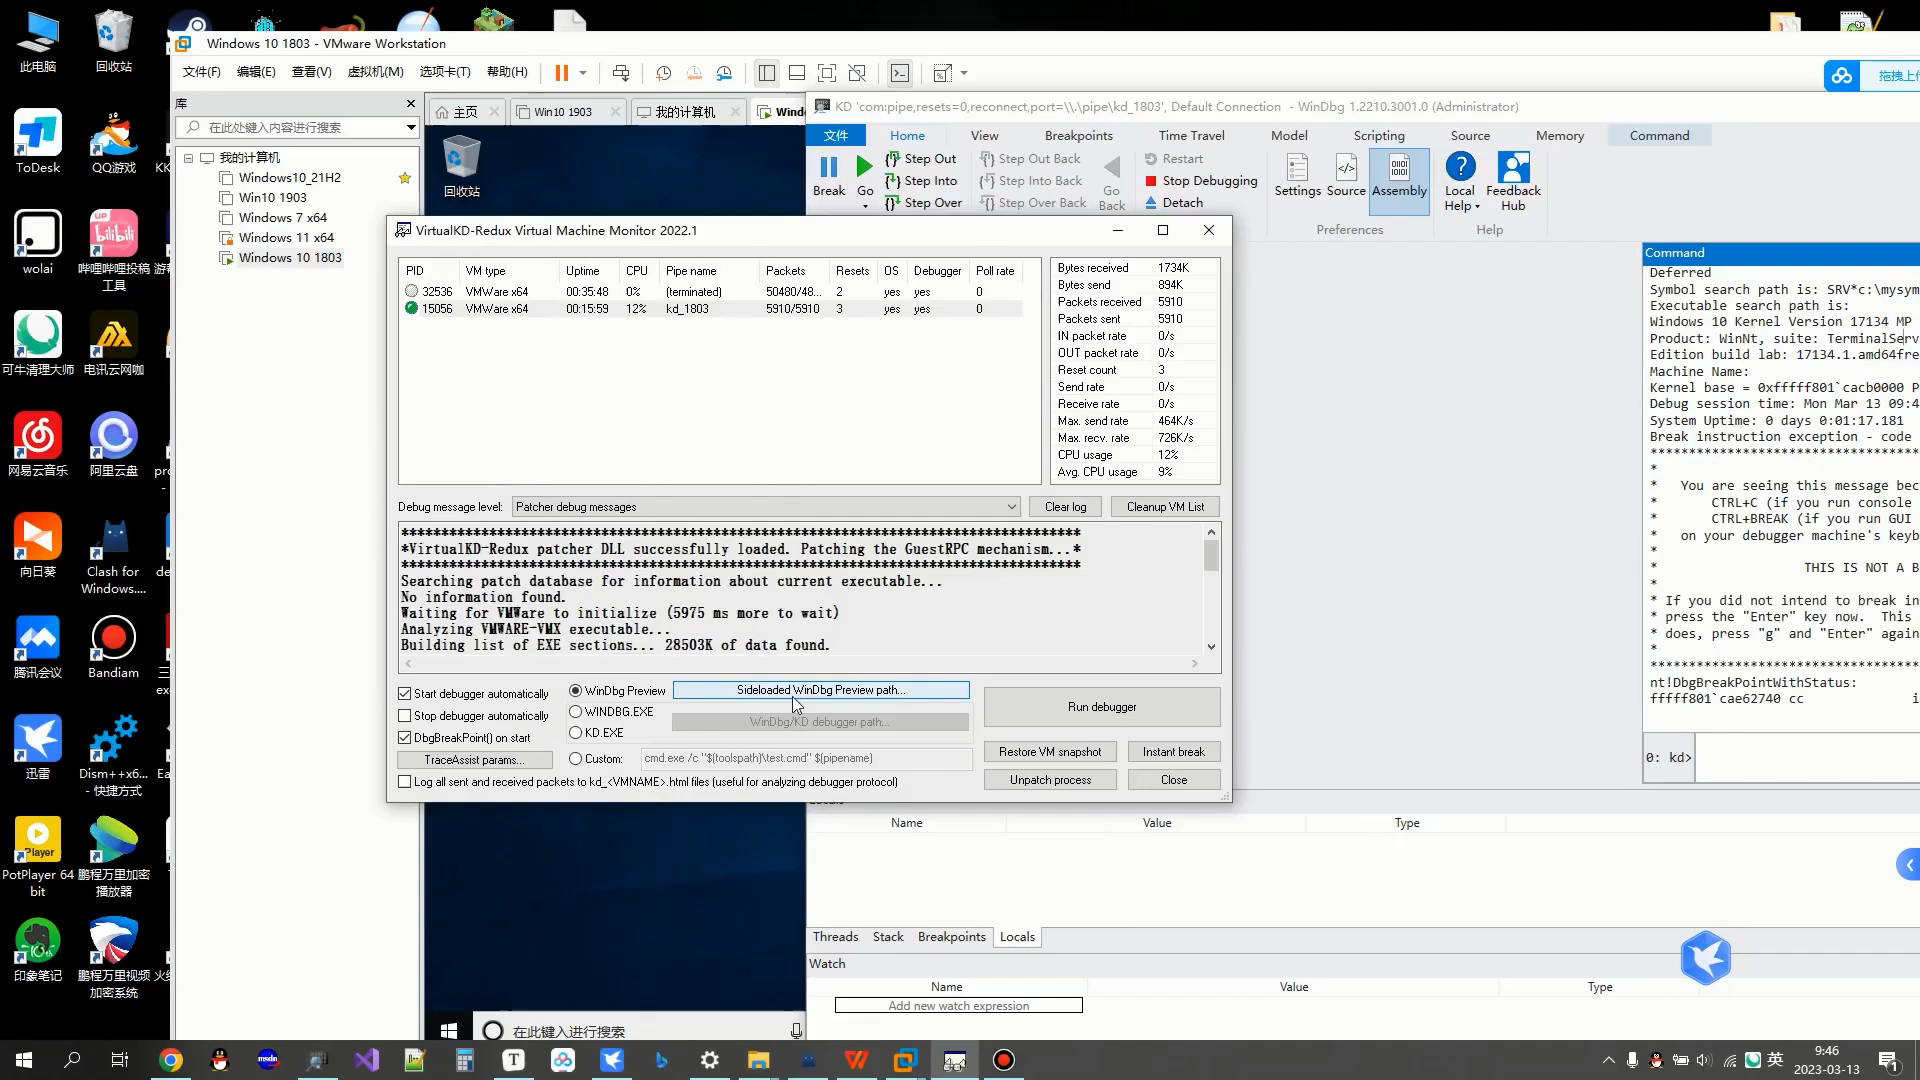 此电脑
回收站
ToDesk
QQ游戏
wolai
哔哩哔哩投稿
工具
可牛清理大师
电讯云网咖
网易云音乐
阿里云盘
向日葵
Clash for
Windows....
腾讯会议
Bandiam
迅雷
Dism++x6...
- 快捷方式
PotPlayer 64
bit
鹏程万里加密
播放器
印象笔记
鹏程万里视频
加密系统
Windows 10 1803 - VMware Workstation
文件(F) 编辑(E) 查看(V) 虚拟机(M) 选项卡(T) 帮助(H)
拖拽上传
库
在此处键入内容进行搜索
我的计算机
Windows10_21H2
Win10 1903
Windows 7 x64
Windows 11 x64
Windows 10 1803
主页 Win10 1903 我的计算机 Wind
回收站
KD 'com:pipe,resets=0,reconnect,port=\\.\pipe\kd_1803', Default Connection - WinDbg 1.2210.3001.0 (Administrator)
文件 Home View Breakpoints Time Travel Model Scripting Source Memory Command
Break Go
Step Out
Step Into
Step Over
Step Out Back
Step Into Back
Step Over Back
Go
Back
Restart
Stop Debugging
Detach
Settings Source Assembly
Local
Help
Feedback
Hub
Preferences Help
VirtualKD-Redux Virtual Machine Monitor 2022.1
PID VM type Uptime CPU Pipe name Packets Resets OS Debugger Poll rate
32536 VMWare x64 00:35:48 0% (terminated) 50480/48... 2 yes yes 0
15056 VMWare x64 00:15:59 12% kd_1803 5910/5910 3 yes yes 0
Bytes received 1734K
Bytes send 894K
Packets received 5910
Packets sent 5910
IN packet rate 0/s
OUT packet rate 0/s
Reset count 3
Send rate 0/s
Receive rate 0/s
Max. send rate 464K/s
Max. recv. rate 726K/s
CPU usage 12%
Avg. CPU usage 9%
Debug message level: Patcher debug messages Clear log Cleanup VM List
*************************************************************************************
*VirtualKD-Redux patcher DLL successfully loaded. Patching the GuestRPC mechanism...*
*************************************************************************************
Searching patch database for information about current executable...
No information found.
Waiting for VMWare to initialize (5975 ms more to wait)
Analyzing VMWARE-VMX executable...
Building list of EXE sections... 28503K of data found.
Start debugger automatically
Stop debugger automatically
DbgBreakPoint() on start
TraceAssist params...
WinDbg Preview Sideloaded WinDbg Preview path...
WINDBG.EXE WinDbg/KD debugger path...
KD.EXE
Custom: cmd.exe /c "$(toolspath)\test.cmd" $(pipename)
Log all sent and received packets to kd_<VMNAME>.html files (useful for analyzing debugger protocol)
Run debugger
Restore VM snapshot Instant break
Unpatch process Close
Command
Deferred
Symbol search path is: SRV*c:\mysym
Executable search path is:
Windows 10 Kernel Version 17134 MP
Product: WinNt, suite: TerminalServ
Edition build lab: 17134.1.amd64fre
Machine Name:
Kernel base = 0xfffff801`cacb0000 P
Debug session time: Mon Mar 13 09:4
System Uptime: 0 days 0:01:17.181
Break instruction exception - code
***********************************
*
* You are seeing this message bec
* CTRL+C (if you run console
* CTRL+BREAK (if you run GUI
* on your debugger machine's keyb
*
* THIS IS NOT A B
*
* If you did not intend to break in
* press the "Enter" key now. This
* does, press "g" and "Enter" again
*
***********************************
nt!DbgBreakPointWithStatus:
fffff801`cae62740 cc i
0: kd>
Name Value Type
Threads Stack Breakpoints Locals
Watch
Name Value Type
Add new watch expression
在此键入进行搜索
英
9:46
2023-03-13
1